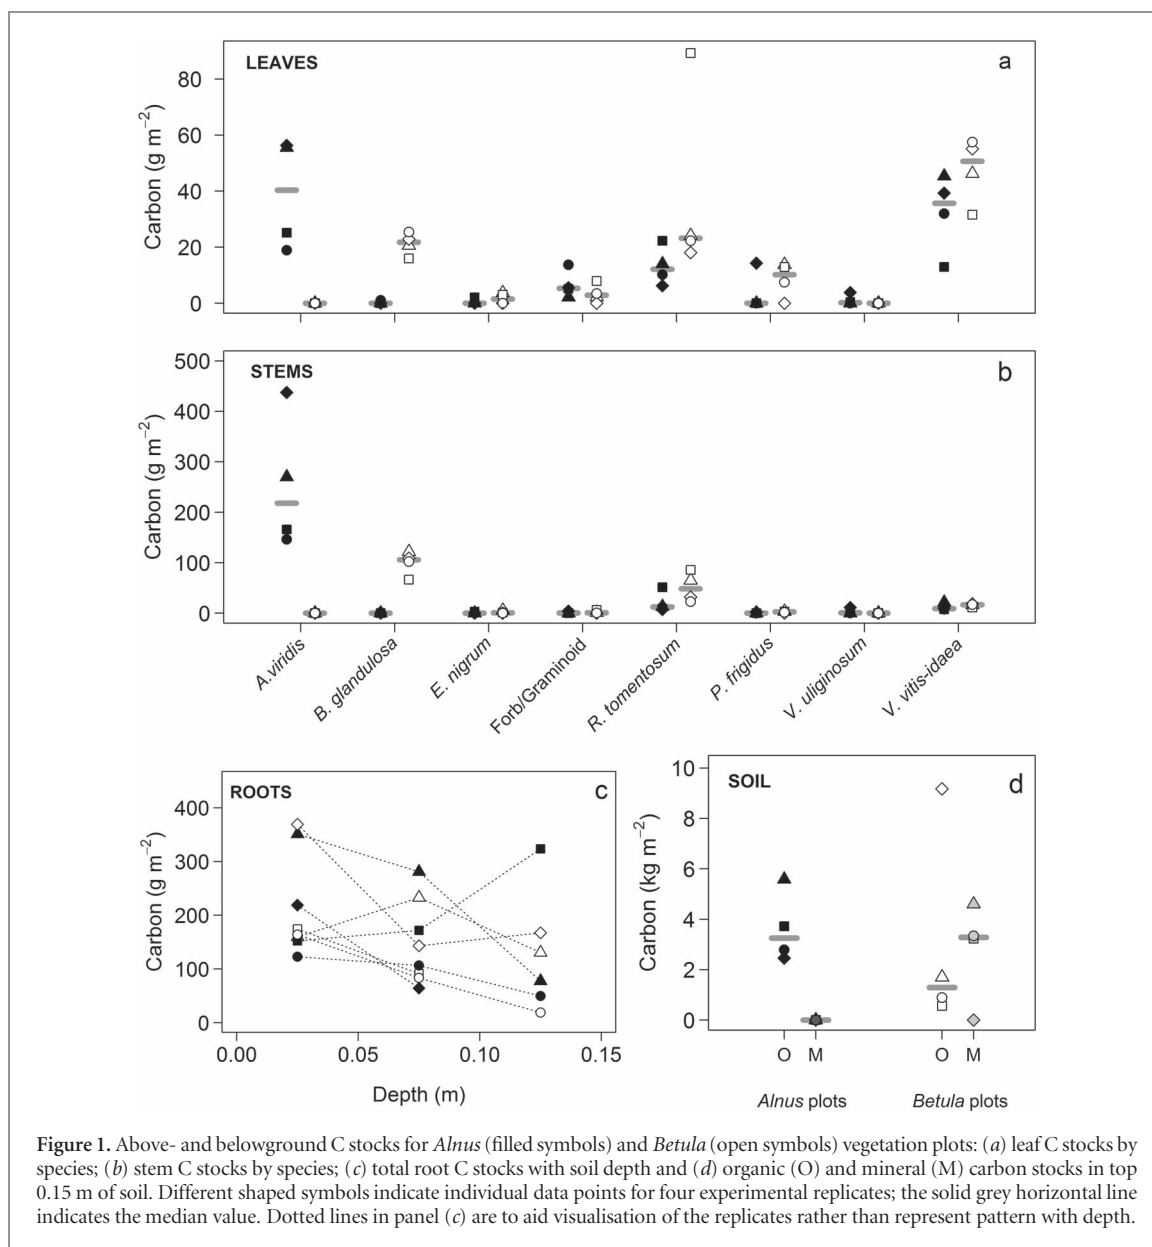 LEAVES
a
Carbon (g m−2)
80
60
40
20
0
STEMS
b
Carbon (g m−2)
500
400
300
200
100
0
A.viridis
B. glandulosa
E. nigrum
Forb/Graminoid
R. tomentosum
P. frigidus
V. uliginosum
V. vitis-idaea
ROOTS
c
Carbon (g m−2)
400
300
200
100
0
0.00 0.05 0.10 0.15
Depth (m)
SOIL
d
Carbon (kg m−2)
10
8
6
4
2
0
O M O M
Alnus plots Betula plots
Figure 1. Above- and belowground C stocks for Alnus (filled symbols) and Betula (open symbols) vegetation plots: (a) leaf C stocks by
species; (b) stem C stocks by species; (c) total root C stocks with soil depth and (d) organic (O) and mineral (M) carbon stocks in top
0.15 m of soil. Different shaped symbols indicate individual data points for four experimental replicates; the solid grey horizontal line
indicates the median value. Dotted lines in panel (c) are to aid visualisation of the replicates rather than represent pattern with depth.